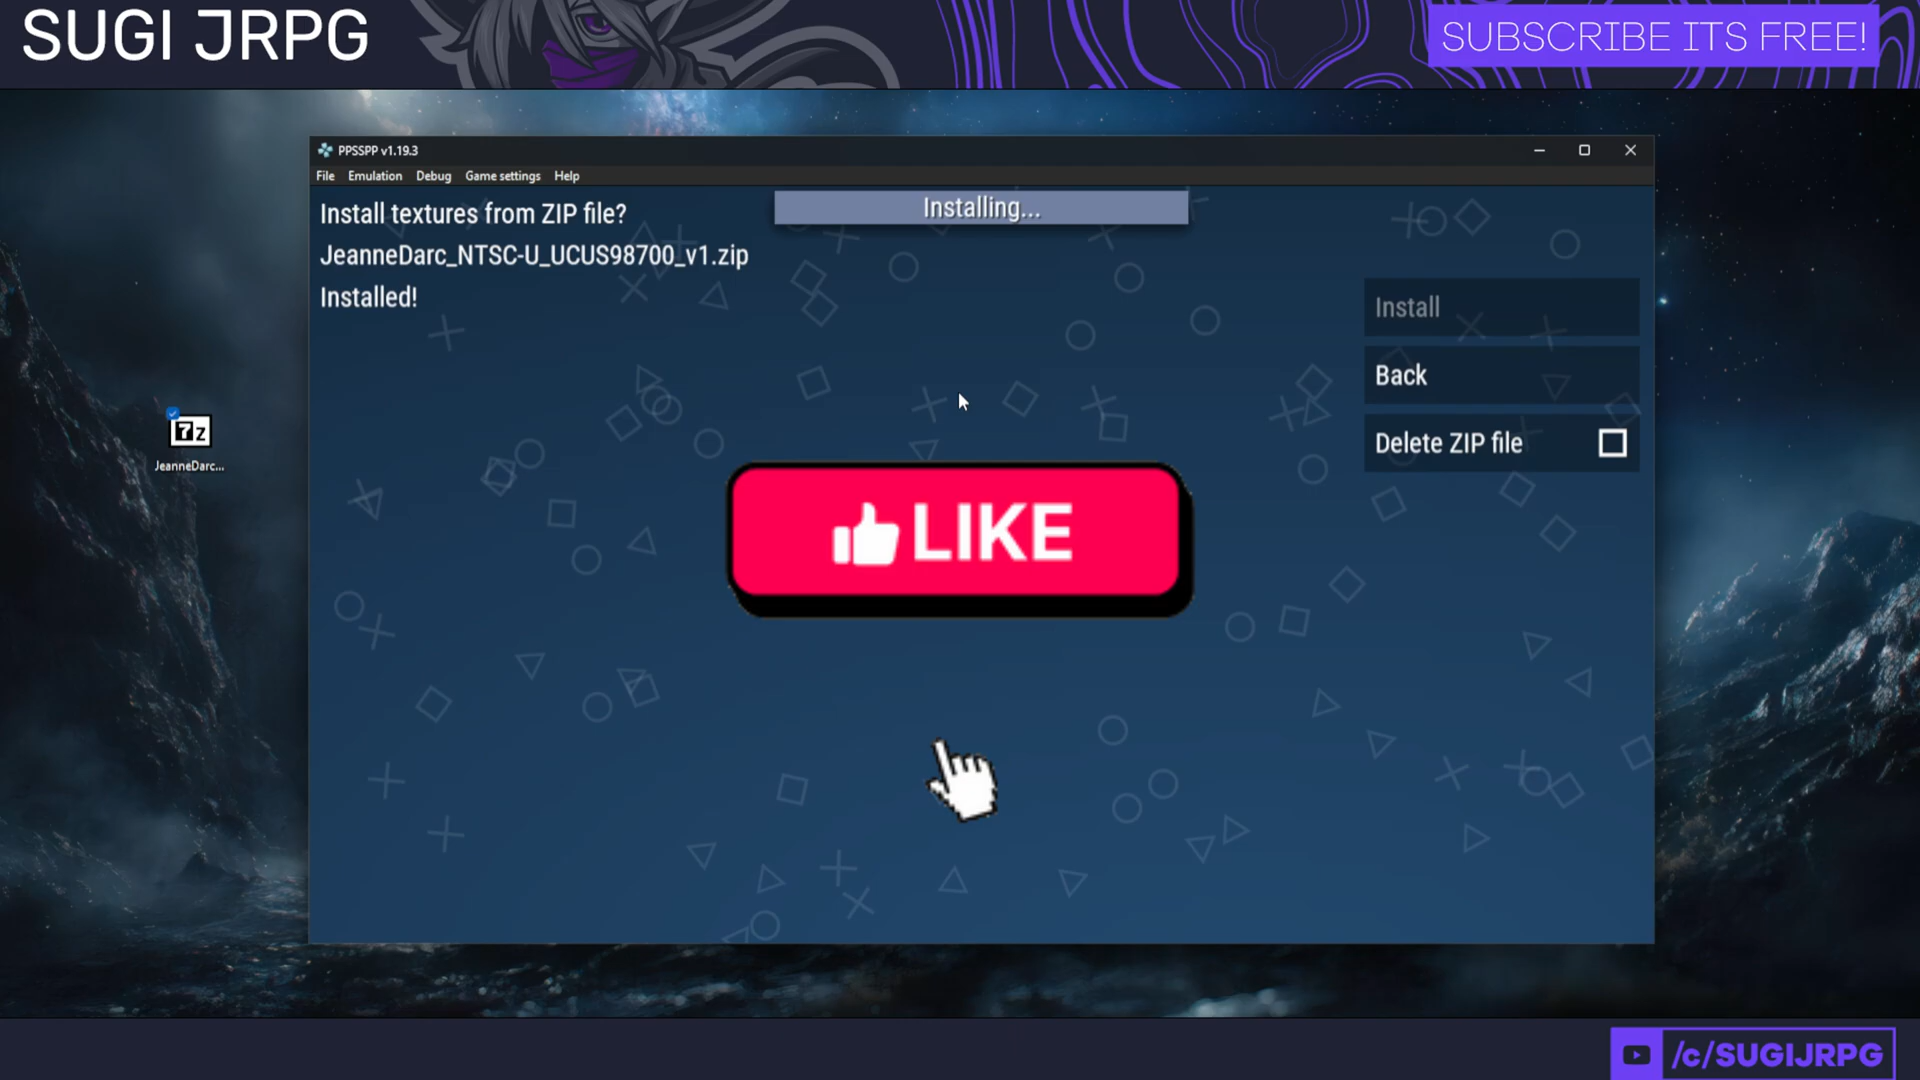 SUGI JRPG
SUBSCRIBE ITS FREE!
PPSSPP v1.19.3
File Emulation Debug Game settings Help
Install textures from ZIP file?
Installing...
JeanneDarc_NTSC-U_UCUS98700_v1.zip
Installed!
Install
Back
Delete ZIP file
7z
JeanneDarc...
LIKE
/c/SUGIJRPG